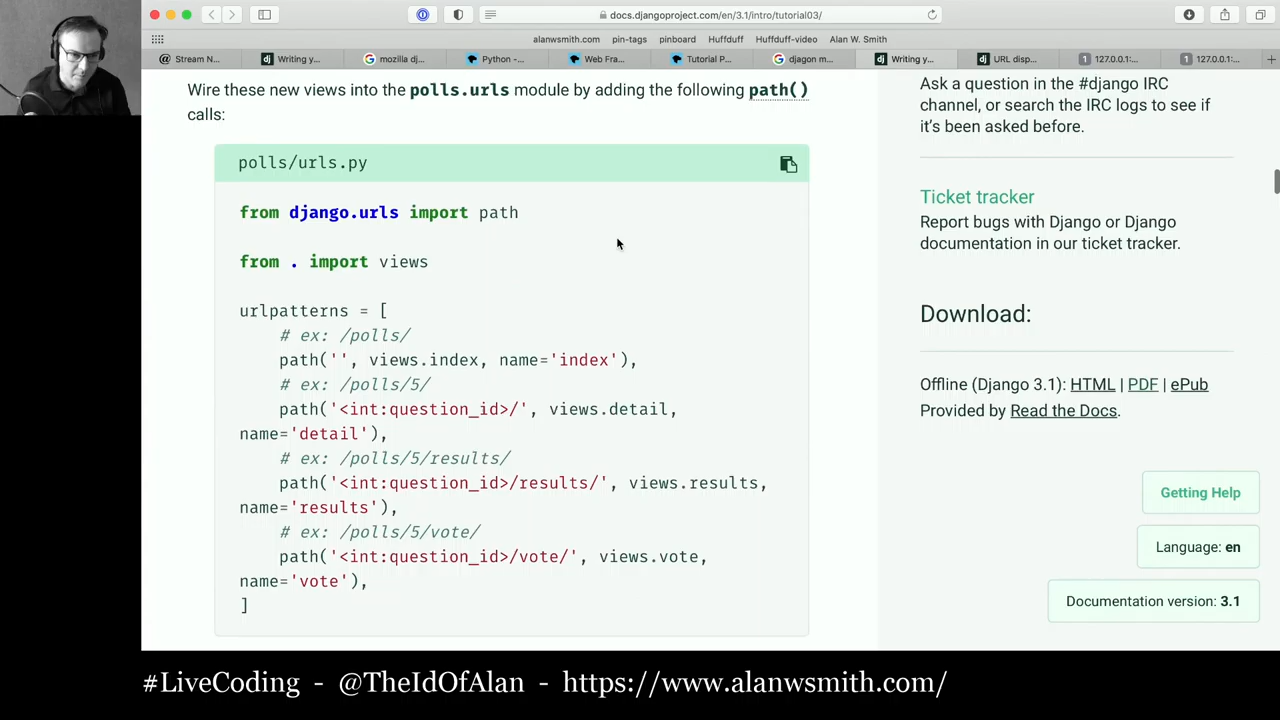 docs.djangoproject.com/en/3.1/intro/tutorial03/
alanwsmith.com pin-tags pinboard Huffduff Huffduff-video Alan W. Smith
Stream N... Writing y... mozilla dj... Python -... Web Fra... Tutorial P... djagon m... Writing y... URL disp... 127.0.0.1:... 127.0.0.1:...
Wire these new views into the polls.urls module by adding the following path()
calls:
polls/urls.py
from django.urls import path
from . import views
urlpatterns = [
# ex: /polls/
path('', views.index, name='index'),
# ex: /polls/5/
path('<int:question_id>/', views.detail,
name='detail'),
# ex: /polls/5/results/
path('<int:question_id>/results/', views.results,
name='results'),
# ex: /polls/5/vote/
path('<int:question_id>/vote/', views.vote,
name='vote'),
]
Ask a question in the #django IRC
channel, or search the IRC logs to see if
it's been asked before.
Ticket tracker
Report bugs with Django or Django
documentation in our ticket tracker.
Download:
Offline (Django 3.1): HTML | PDF | ePub
Provided by Read the Docs.
Getting Help
Language: en
Documentation version: 3.1
#LiveCoding - @TheIdOfAlan - https://www.alanwsmith.com/